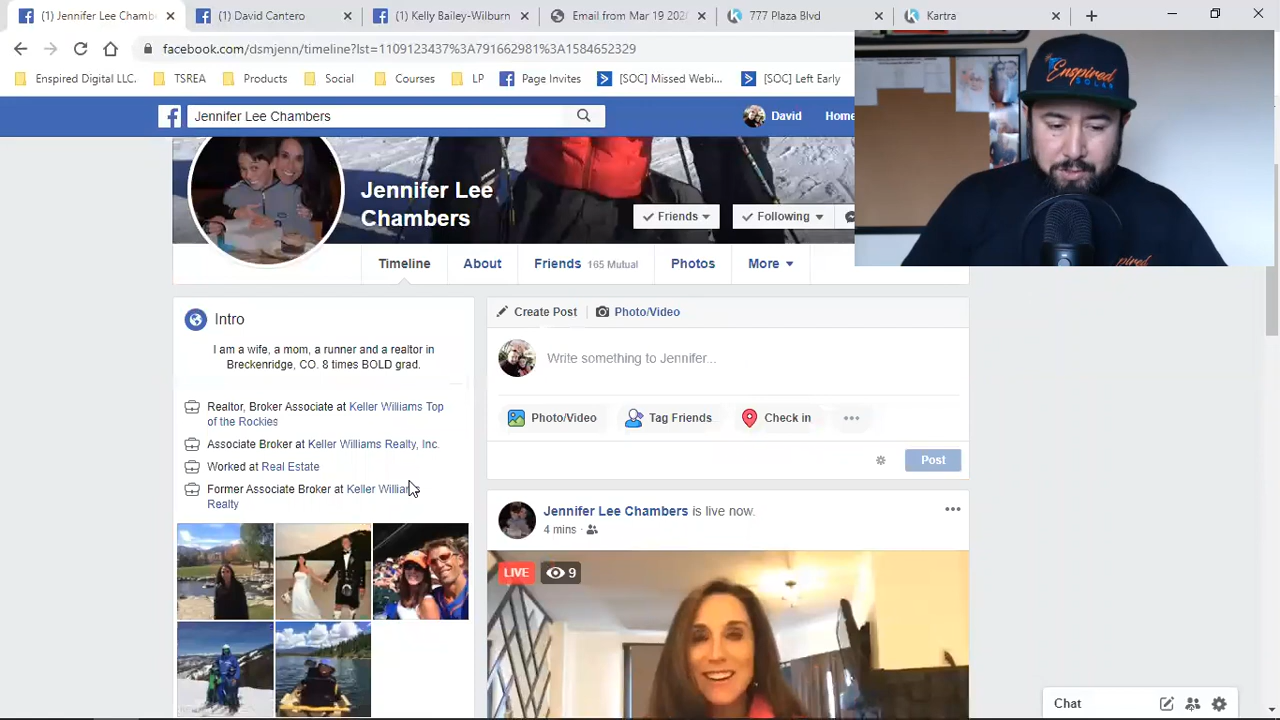 (1) Jennifer Lee Chambe
(1) David Cantero
(1) Kelly Bailey-Wilburn
Email from Mar 19 202
777 Plaza Blvd
Kartra
facebook.com/dsmjenn/timeline?lst=1109123437%3A791662981%3A1584652329
Enspired Digital LLC.
TSREA
Products
Courses
LP
Page Invites
[SOC] Missed Webi...
[SOC] Left Early
Jennifer Lee Chambers
David
Home
Enspired
SOLAR
Jennifer Lee
Chambers
Friends
Following
Timeline
About
Friends 165 Mutual
Photos
More
Intro
I am a wife, a mom, a runner and a realtor in
Breckenridge, CO. 8 times BOLD grad.
Realtor, Broker Associate at Keller Williams Top
of the Rockies
Associate Broker at Keller Williams Realty, Inc.
Worked at Real Estate
Former Associate Broker at Keller Williams
Realty
Create Post
Photo/Video
Write something to Jennifer...
Photo/Video
Tag Friends
Check in
Post
Jennifer Lee Chambers is live now.
4 mins
LIVE
9
Chat